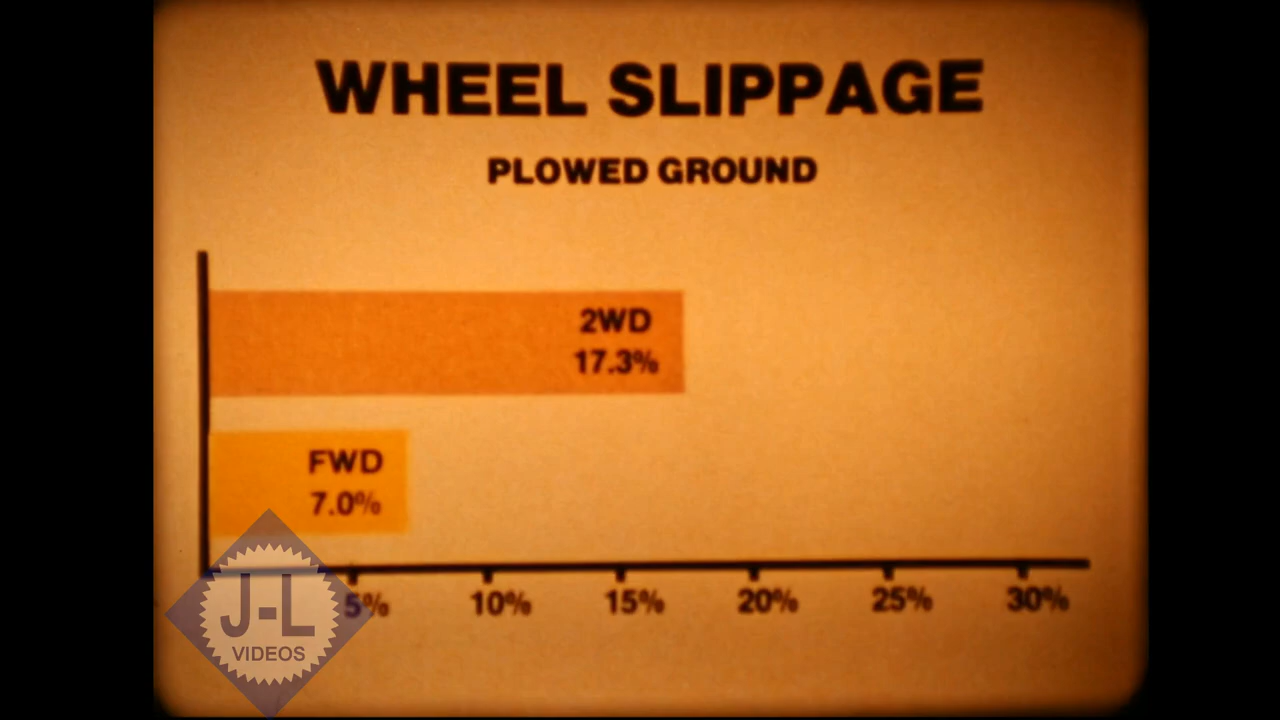 WHEEL SLIPPAGE
PLOWED GROUND
2WD
17.3%
FWD
7.0%
5% 10% 15% 20% 25% 30%
J-L
VIDEOS